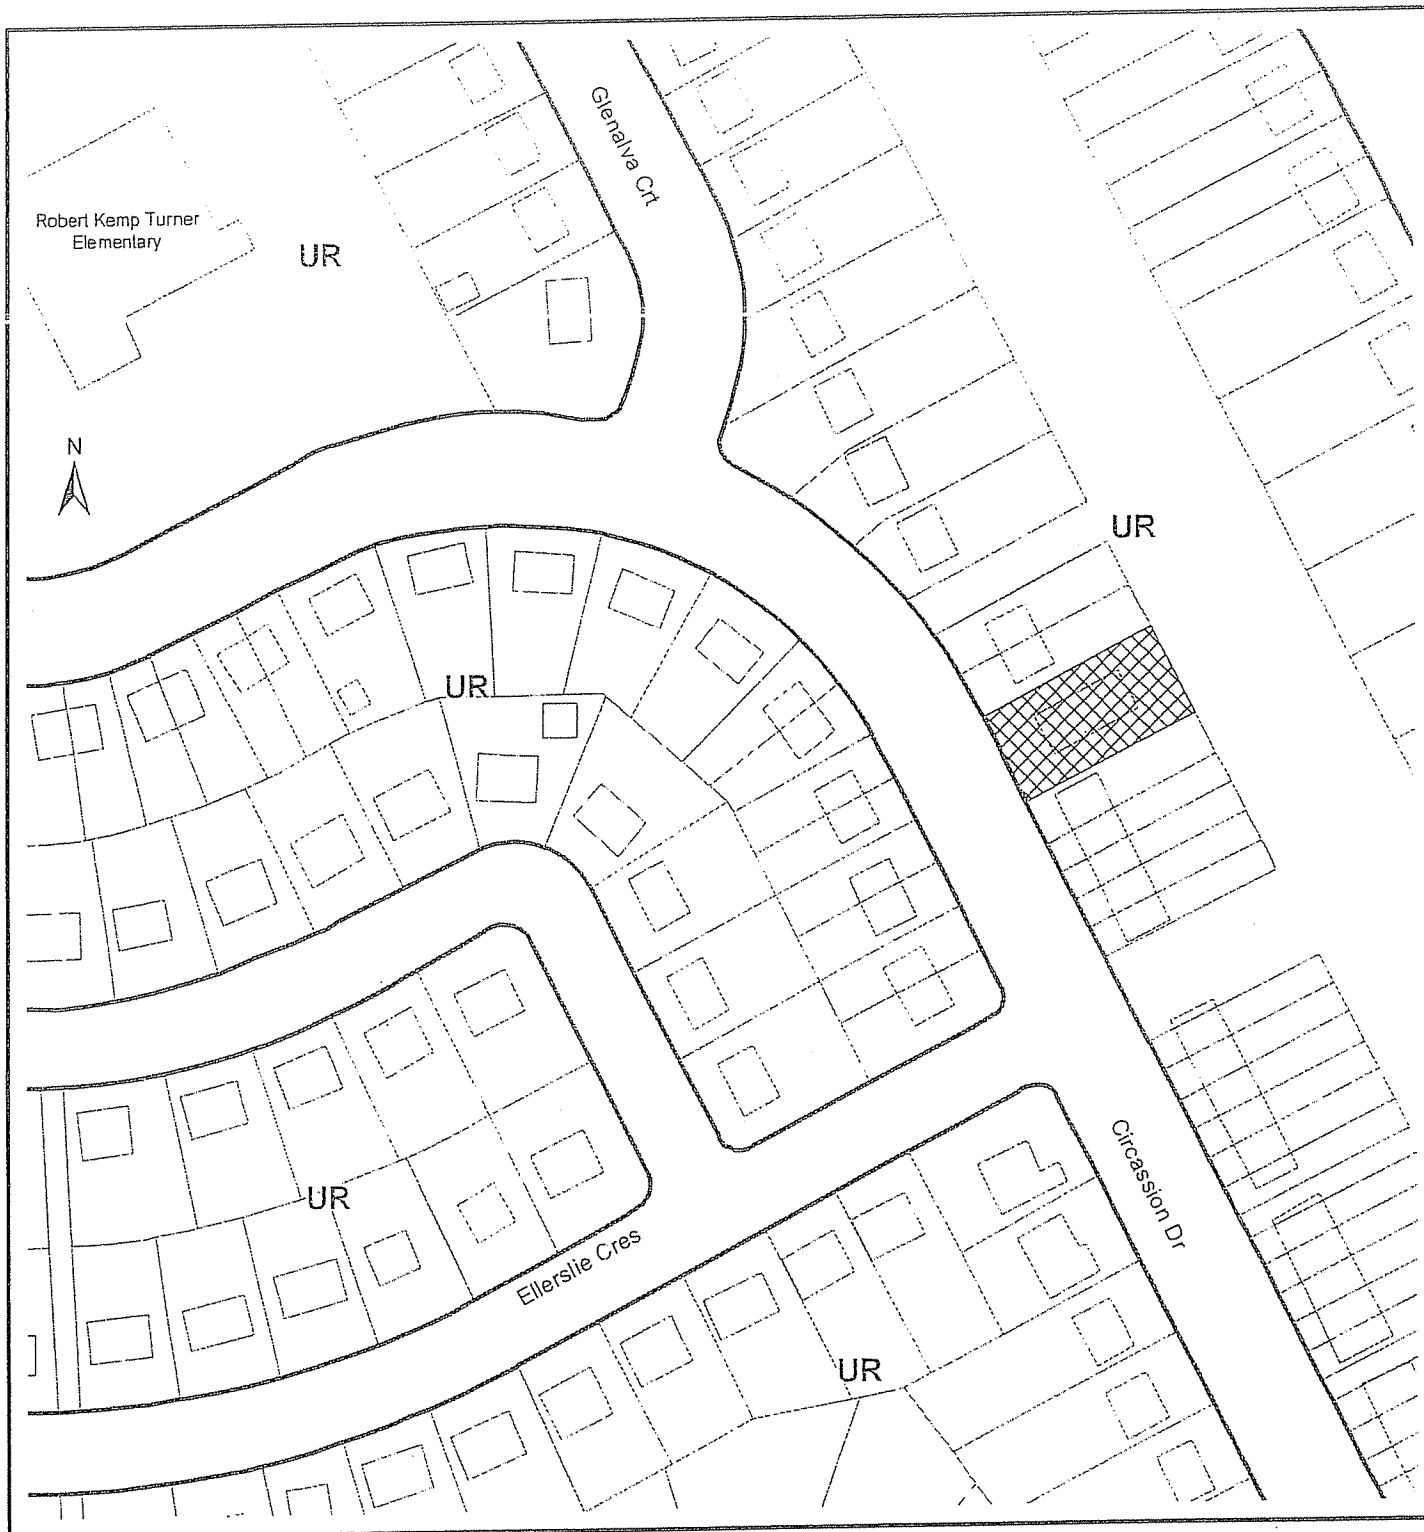 Glenalva Crt
Robert Kemp Turner
Elementary
UR
N
UR
UR
Circassion Dr
UR
Ellerslie Cres
UR